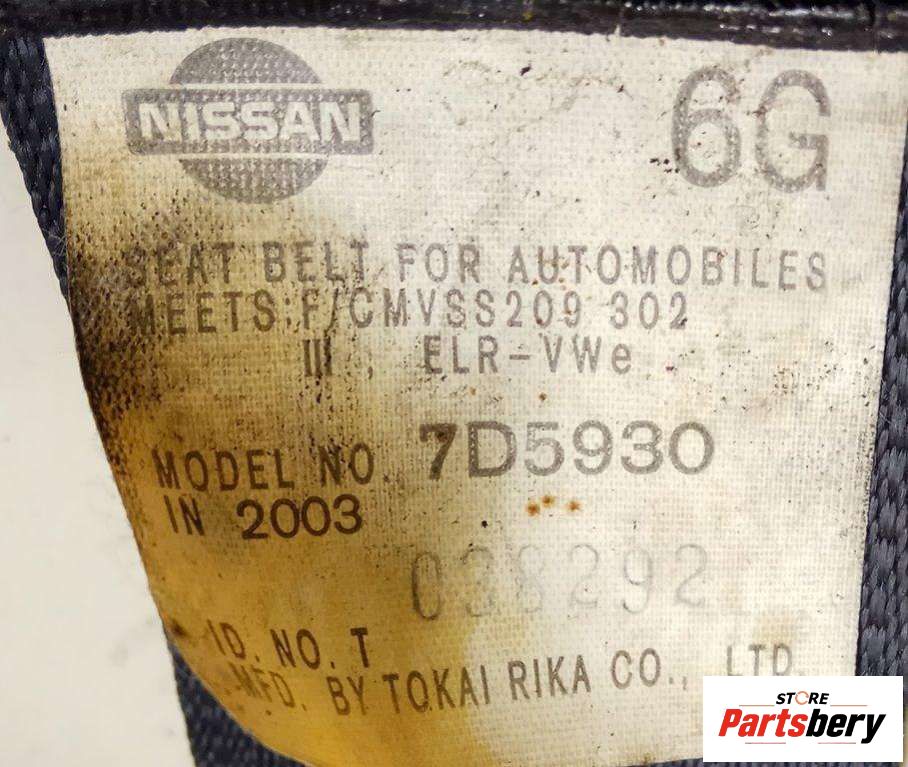 NISSAN
6G
SEAT BELT FOR AUTOMOBILES
MEETS:F/CMVSS209 302
III, ELR-VWe
MODEL NO. 7D5930
IN 2003
038292
ID. NO. T
MFD. BY TOKAI RIKA CO., LTD.
STORE
Partsbery